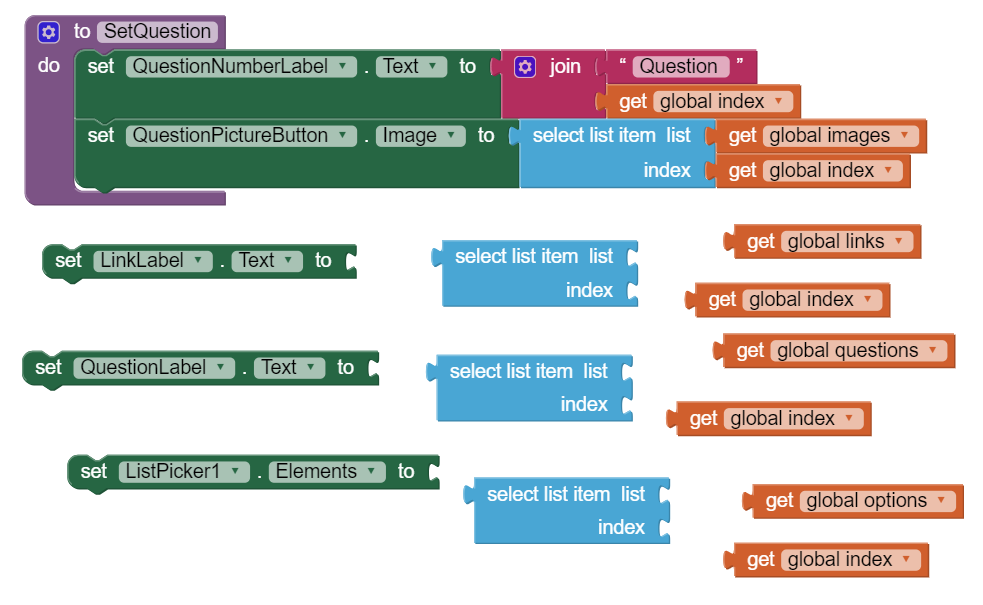 to SetQuestion
do set QuestionNumberLabel . Text to join “ Question ”
get global index
set QuestionPictureButton . Image to select list item list get global images
index get global index
set LinkLabel . Text to select list item list get global links
index get global index
set QuestionLabel . Text to select list item list get global questions
index get global index
set ListPicker1 . Elements to select list item list get global options
index get global index